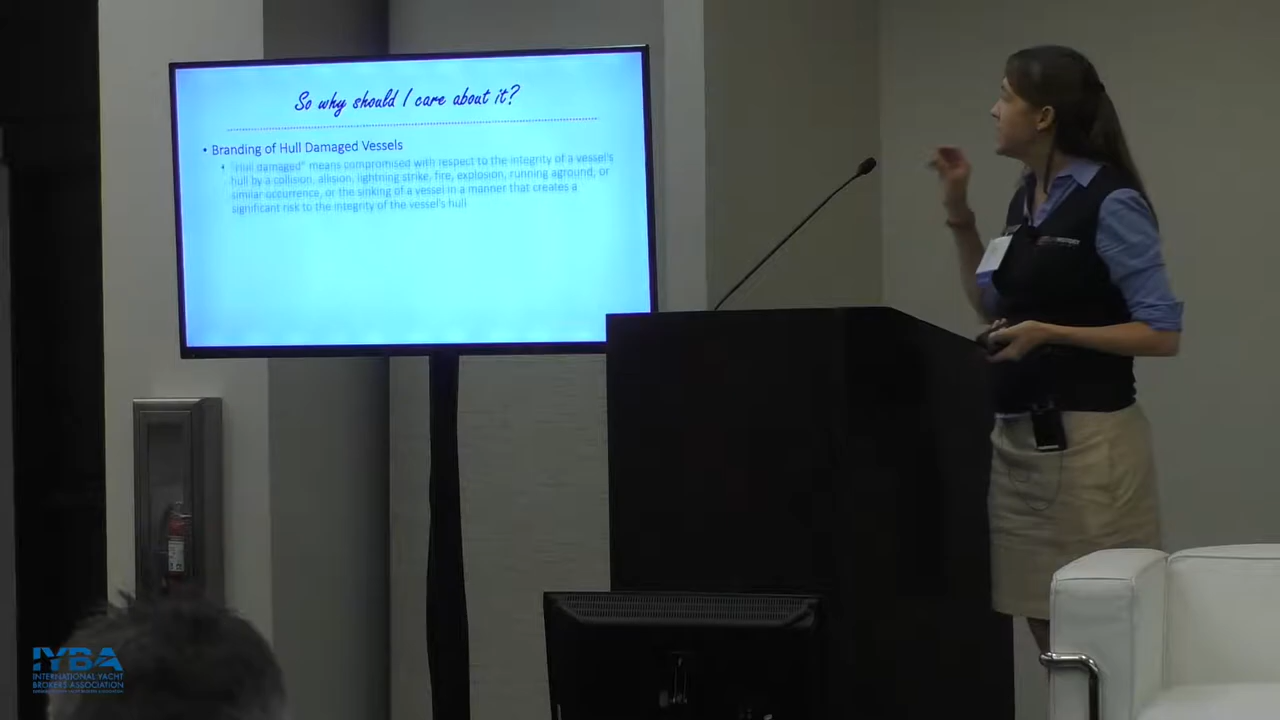 So why should I care about it?
• Branding of Hull Damaged Vessels
• "Hull damaged" means compromised with respect to the integrity of a vessel's
hull by a collision, allision, lightning strike, fire, explosion, running aground, or
similar occurrence, or the sinking of a vessel in a manner that creates a
significant risk to the integrity of the vessel's hull
IYBA
INTERNATIONAL YACHT
BROKERS ASSOCIATION